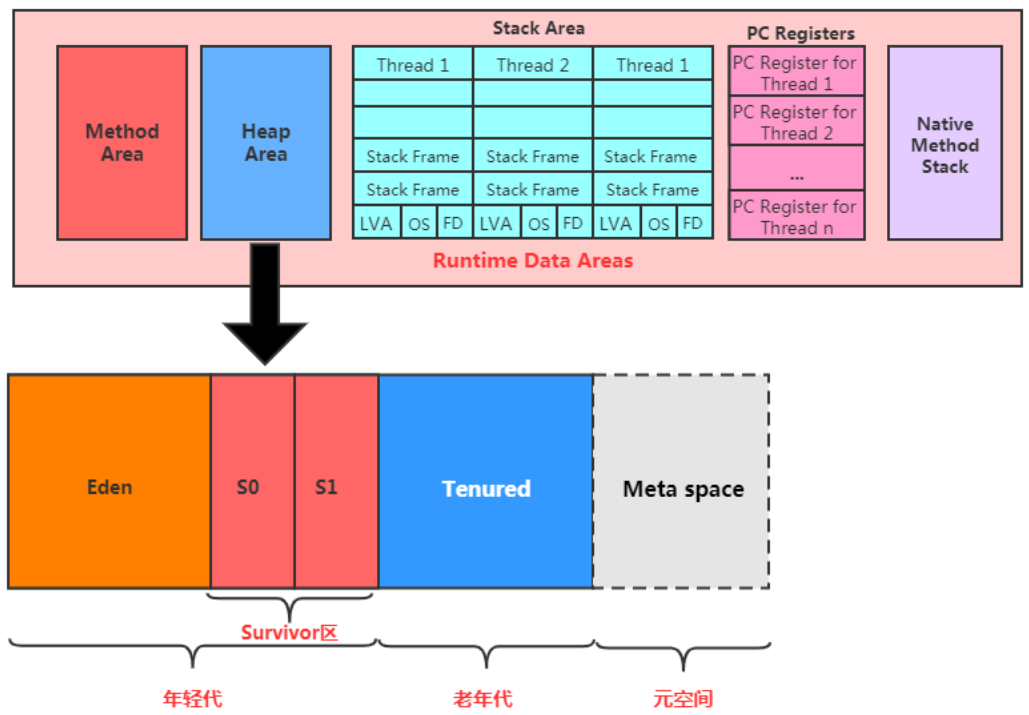 Stack Area
PC Registers
Method
Area
Heap
Area
Thread 1
Thread 2
Thread 1
Stack Frame
Stack Frame
Stack Frame
Stack Frame
Stack Frame
Stack Frame
LVA
OS
FD
LVA
OS
FD
LVA
OS
FD
PC Register for
Thread 1
PC Register for
Thread 2
...
PC Register for
Thread n
Native
Method
Stack
Runtime Data Areas
Eden
S0
S1
Tenured
Meta space
Survivor区
年轻代
老年代
元空间